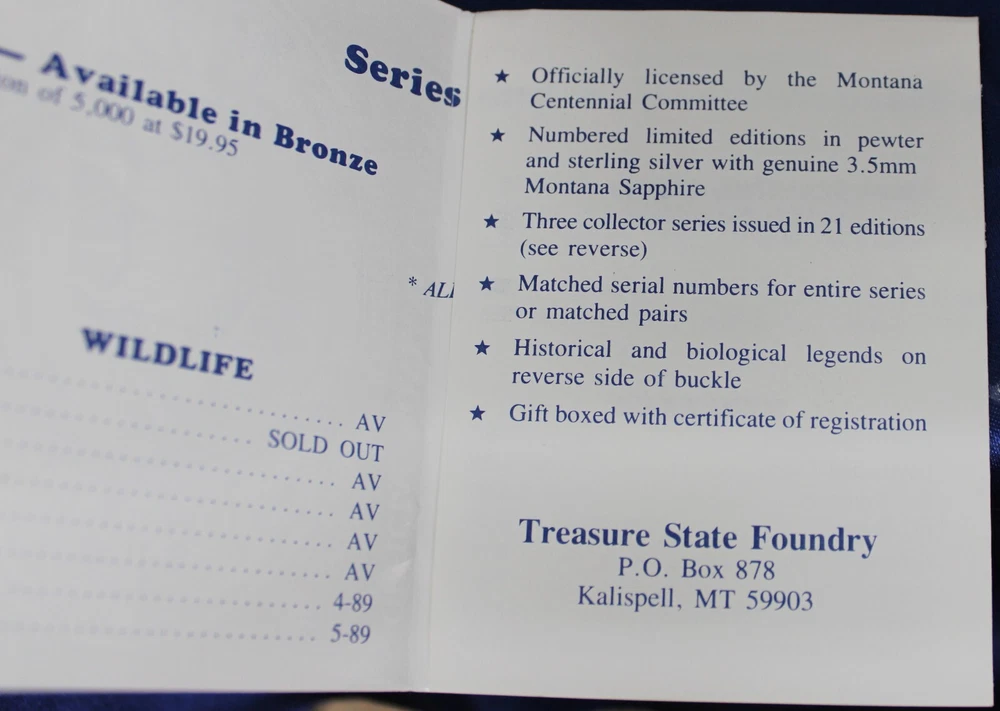 Series
— Available in Bronze
of 5,000 at $19.95
* AL
WILDLIFE
AV
SOLD OUT
AV
AV
AV
AV
4-89
5-89
★ Officially licensed by the Montana
Centennial Committee
★ Numbered limited editions in pewter
and sterling silver with genuine 3.5mm
Montana Sapphire
★ Three collector series issued in 21 editions
(see reverse)
★ Matched serial numbers for entire series
or matched pairs
★ Historical and biological legends on
reverse side of buckle
★ Gift boxed with certificate of registration
Treasure State Foundry
P.O. Box 878
Kalispell, MT 59903